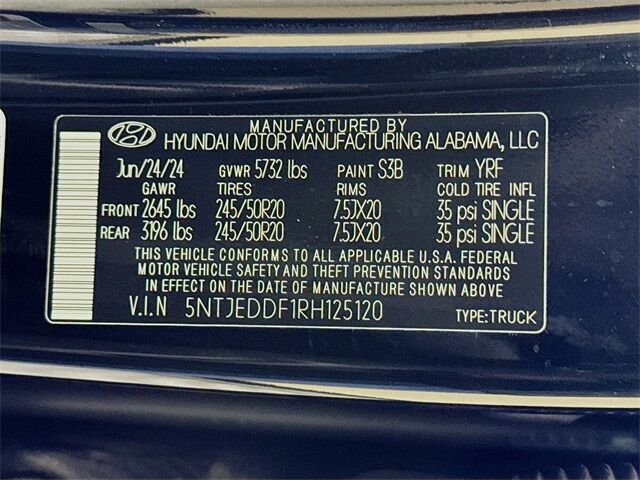 MANUFACTURED BY
HYUNDAI MOTOR MANUFACTURING ALABAMA, LLC
Jun/24/24 GVWR 5732 lbs PAINT S3B TRIM YRF
GAWR TIRES RIMS COLD TIRE INFL
FRONT 2645 lbs 245/50R20 7.5JX20 35 psi SINGLE
REAR 3196 lbs 245/50R20 7.5JX20 35 psi SINGLE
THIS VEHICLE CONFORMS TO APPLICABLE U.S.A. FEDERAL
MOTOR VEHICLE SAFETY AND THEFT PREVENTION STANDARDS
IN EFFECT ON THE DATE OF MANUFACTURE SHOWN ABOVE
V.I.N 5NTJEDDF1RH125120 TYPE:TRUCK